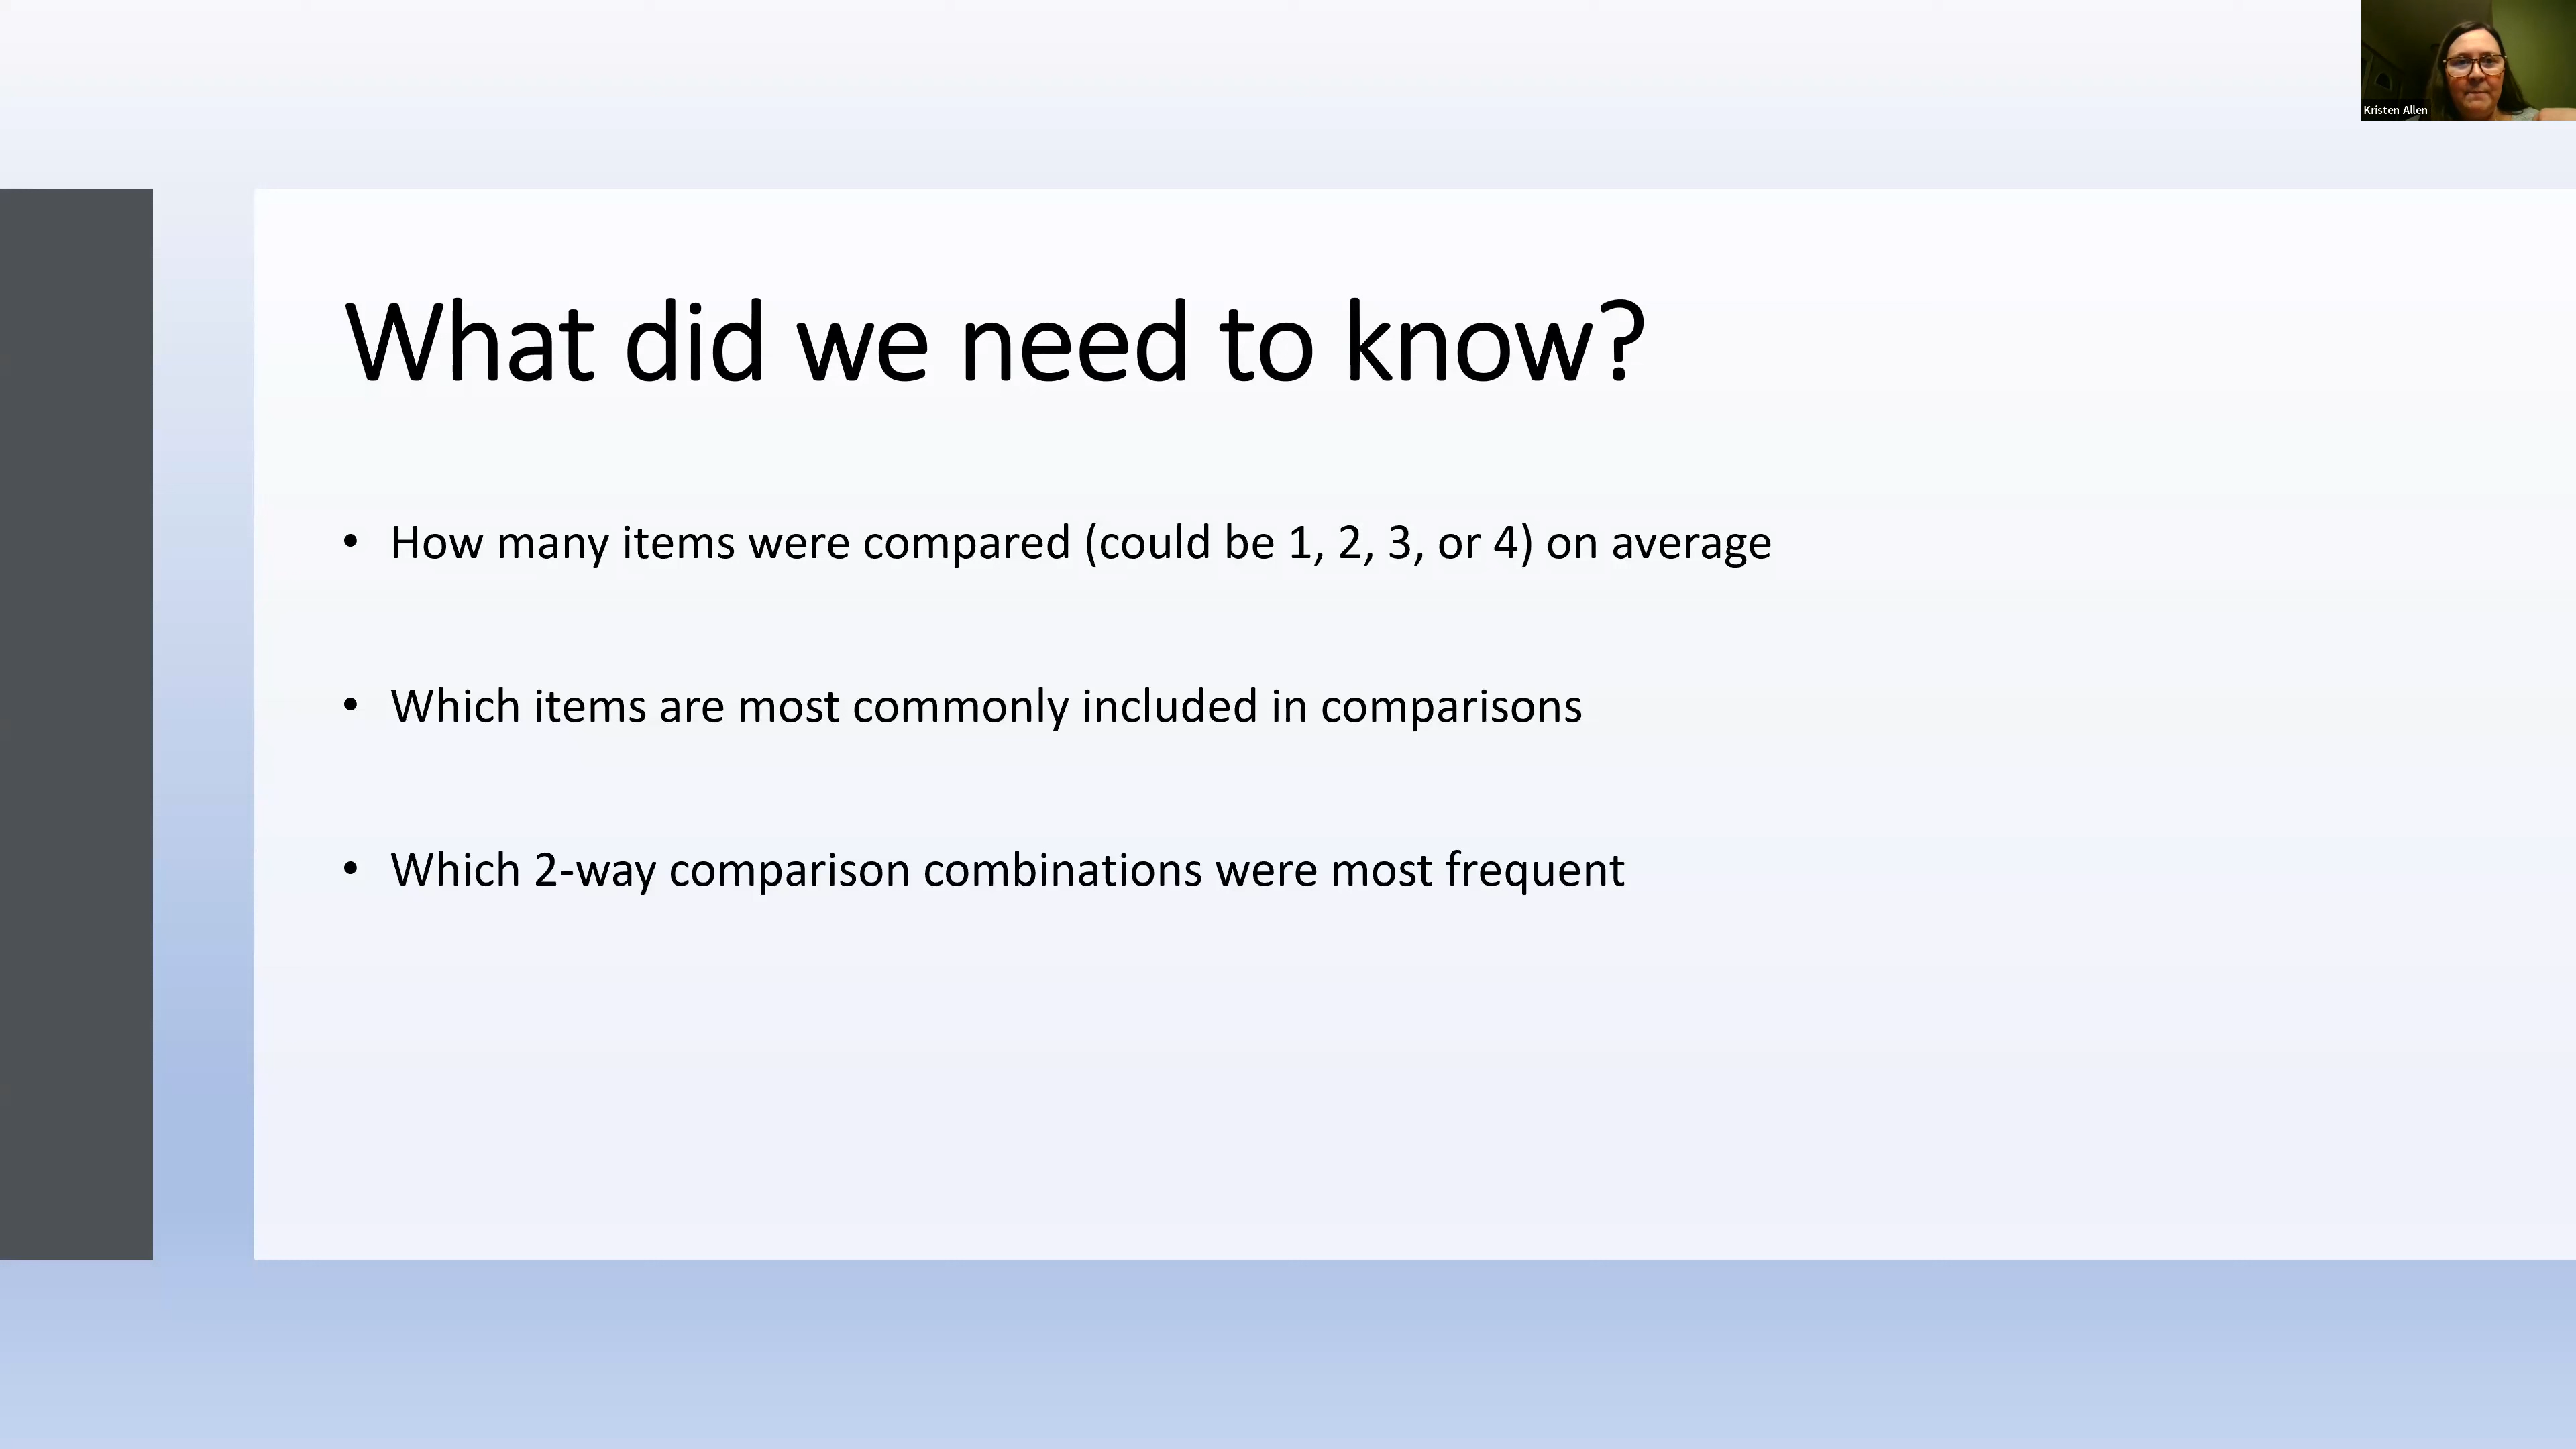 Kristen Allen
What did we need to know?
• How many items were compared (could be 1, 2, 3, or 4) on average
• Which items are most commonly included in comparisons
• Which 2-way comparison combinations were most frequent